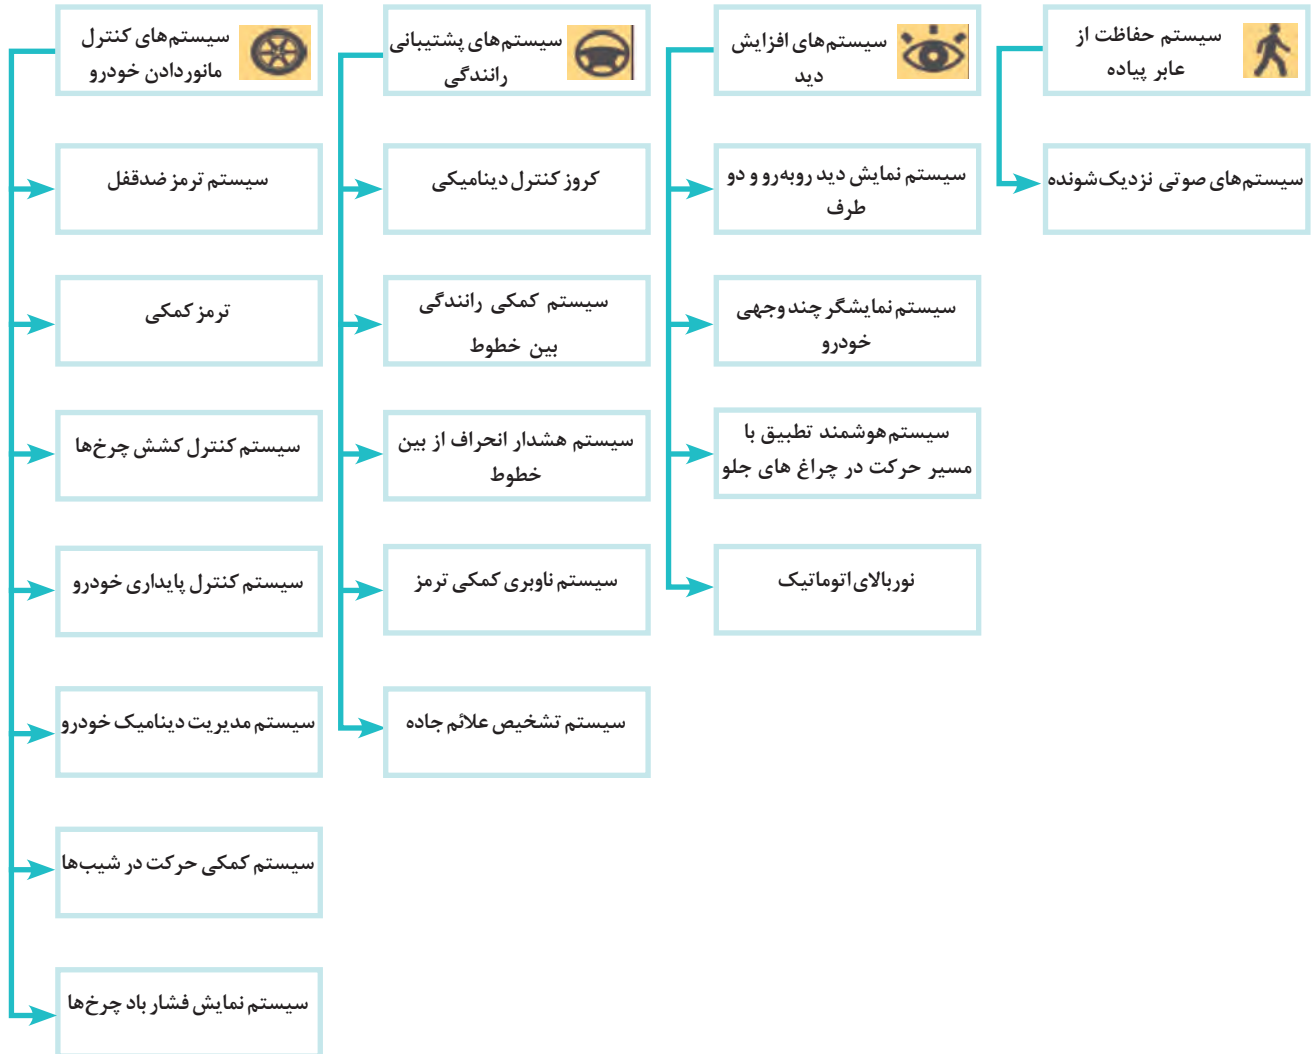 سیستم حفاظت از
عابر پیاده
سیستم‌های صوتی نزدیک‌شونده
سیستم‌های افزایش
دید
سیستم نمایش دید روبه‌رو و دو
طرف
سیستم نمایشگر چند وجهی
خودرو
سیستم هوشمند تطبیق با
مسیر حرکت در چراغ های جلو
نوربالای اتوماتیک
سیستم‌های پشتیبانی
رانندگی
کروز کنترل دینامیکی
سیستم کمکی رانندگی
بین خطوط
سیستم هشدار انحراف از بین
خطوط
سیستم ناوبری کمکی ترمز
سیستم تشخیص علائم جاده
سیستم‌های کنترل
مانوردادن خودرو
سیستم ترمز ضدقفل
ترمز کمکی
سیستم کنترل کشش چرخ‌ها
سیستم کنترل پایداری خودرو
سیستم مدیریت دینامیک خودرو
سیستم کمکی حرکت در شیب‌ها
سیستم نمایش فشار باد چرخ‌ها